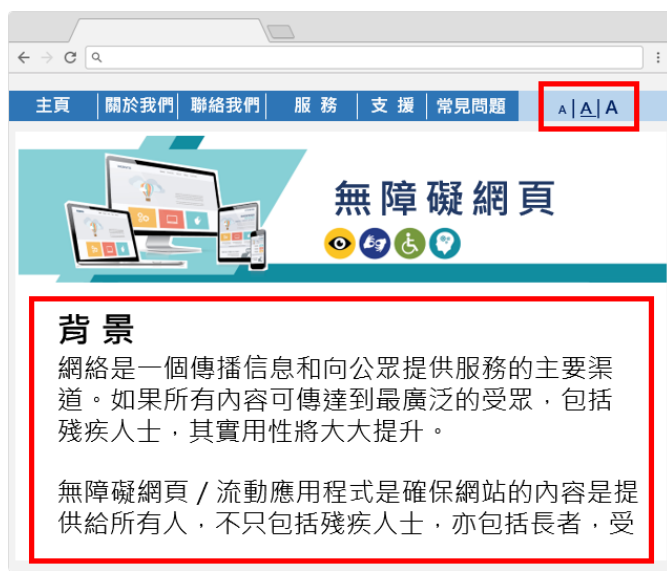 主頁 關於我們 聯絡我們 服務 支援 常見問題 A A A
無障礙網頁
背景
網絡是一個傳播信息和向公眾提供服務的主要渠
道。如果所有內容可傳達到最廣泛的受眾，包括
殘疾人士，其實用性將大大提升。
無障礙網頁 / 流動應用程式是確保網站的內容是提
供給所有人，不只包括殘疾人士，亦包括長者，受